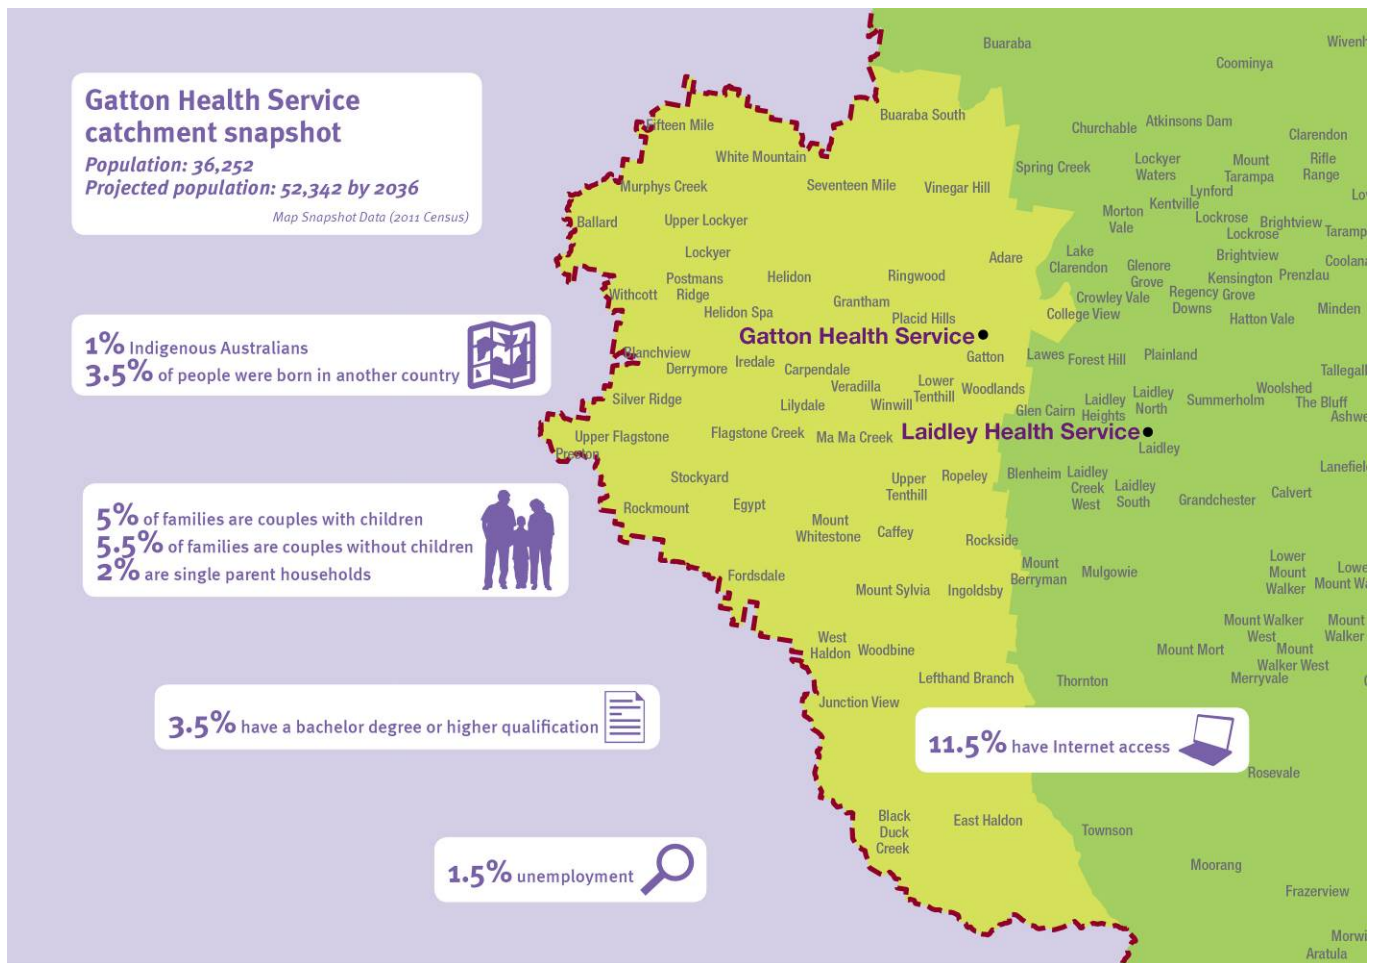 Gatton Health Service
catchment snapshot
Population: 36,252
Projected population: 52,342 by 2036
Map Snapshot Data (2011 Census)
1% Indigenous Australians
3.5% of people were born in another country
5% of families are couples with children
5.5% of families are couples without children
2% are single parent households
3.5% have a bachelor degree or higher qualification
11.5% have Internet access
1.5% unemployment
Buaraba
Coominya
Buaraba South
Fifteen Mile
Churchable
Atkinsons Dam
Clarendon
White Mountain
Spring Creek
Lockyer
Waters
Mount
Tarampa
Rifle
Range
Murphys Creek
Seventeen Mile
Vinegar Hill
Lynford
Kentville
Morton
Vale
Lockrose
Brightview
Lockrose
Ballard
Upper Lockyer
Lockyer
Adare
Lake
Clarendon
Glenore
Grove
Brightview
Kensington
Grove
Prenzlau
Postmans
Ridge
Helidon
Ringwood
Withcott
Helidon Spa
Grantham
Placid Hills
Crowley Vale
College View
Regency
Downs
Hatton Vale
Minden
Gatton Health Service
Gatton
Lawes
Forest Hill
Plainland
Blanchview
Derrymore
Iredale
Carpendale
Veradilla
Lower
Tenthill
Woodlands
Silver Ridge
Lilydale
Winwill
Glen Cairn
Laidley
Heights
Laidley
North
Summerholm
Woolshed
The Bluff
Laidley Health Service
Laidley
Upper Flagstone
Preston
Flagstone Creek
Ma Ma Creek
Stockyard
Upper
Tenthill
Ropeley
Blenheim
Laidley
Creek
West
Laidley
South
Grandchester
Calvert
Rockmount
Egypt
Mount
Whitestone
Caffey
Rockside
Fordsdale
Mount Sylvia
Ingoldsby
Mount
Berryman
Mulgowie
Lower
Mount
Walker
West
Haldon
Woodbine
Mount Walker
West
Mount
Walker
Mount Mort
Mount
Walker West
Merryvale
Lefthand Branch
Thornton
Junction View
Rosevale
Black
Duck
Creek
East Haldon
Townson
Moorang
Frazerview
Aratula